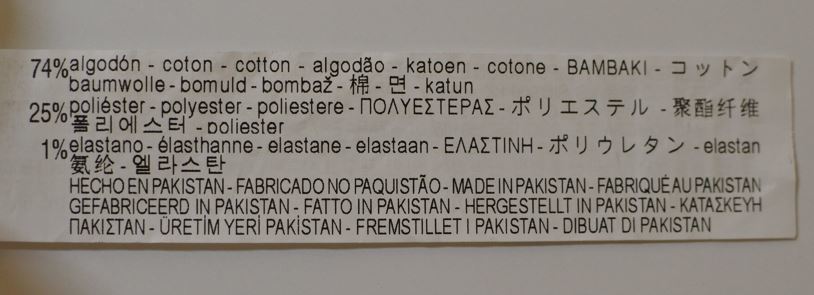 74% algodón - coton - cotton - algodão - katoen - cotone - BAMBAKI - コットン
baumwolle - bomuld - bombaž - 棉 - 면 - katun
25% poliéster - polyester - poliestere - ΠΟΛΥΕΣΤΕΡΑΣ - ポリエステル - 聚酯纤维
폴리에스터 - poliester
1% elastano - élasthanne - elastane - elastaan - ΕΛΑΣΤΙΝΗ - ポリウレタン - elastan
氨纶 - 엘라스탄
HECHO EN PAKISTAN - FABRICADO NO PAQUISTÃO - MADE IN PAKISTAN - FABRIQUÉ AU PAKISTAN
GEFABRICEERD IN PAKISTAN - FATTO IN PAKISTAN - HERGESTELLT IN PAKISTAN - ΚΑΤΑΣΚΕΥΗ
ΠΑΚΙΣΤΑΝ - ÜRETİM YERİ PAKİSTAN - FREMSTILLET I PAKISTAN - DIBUAT DI PAKISTAN